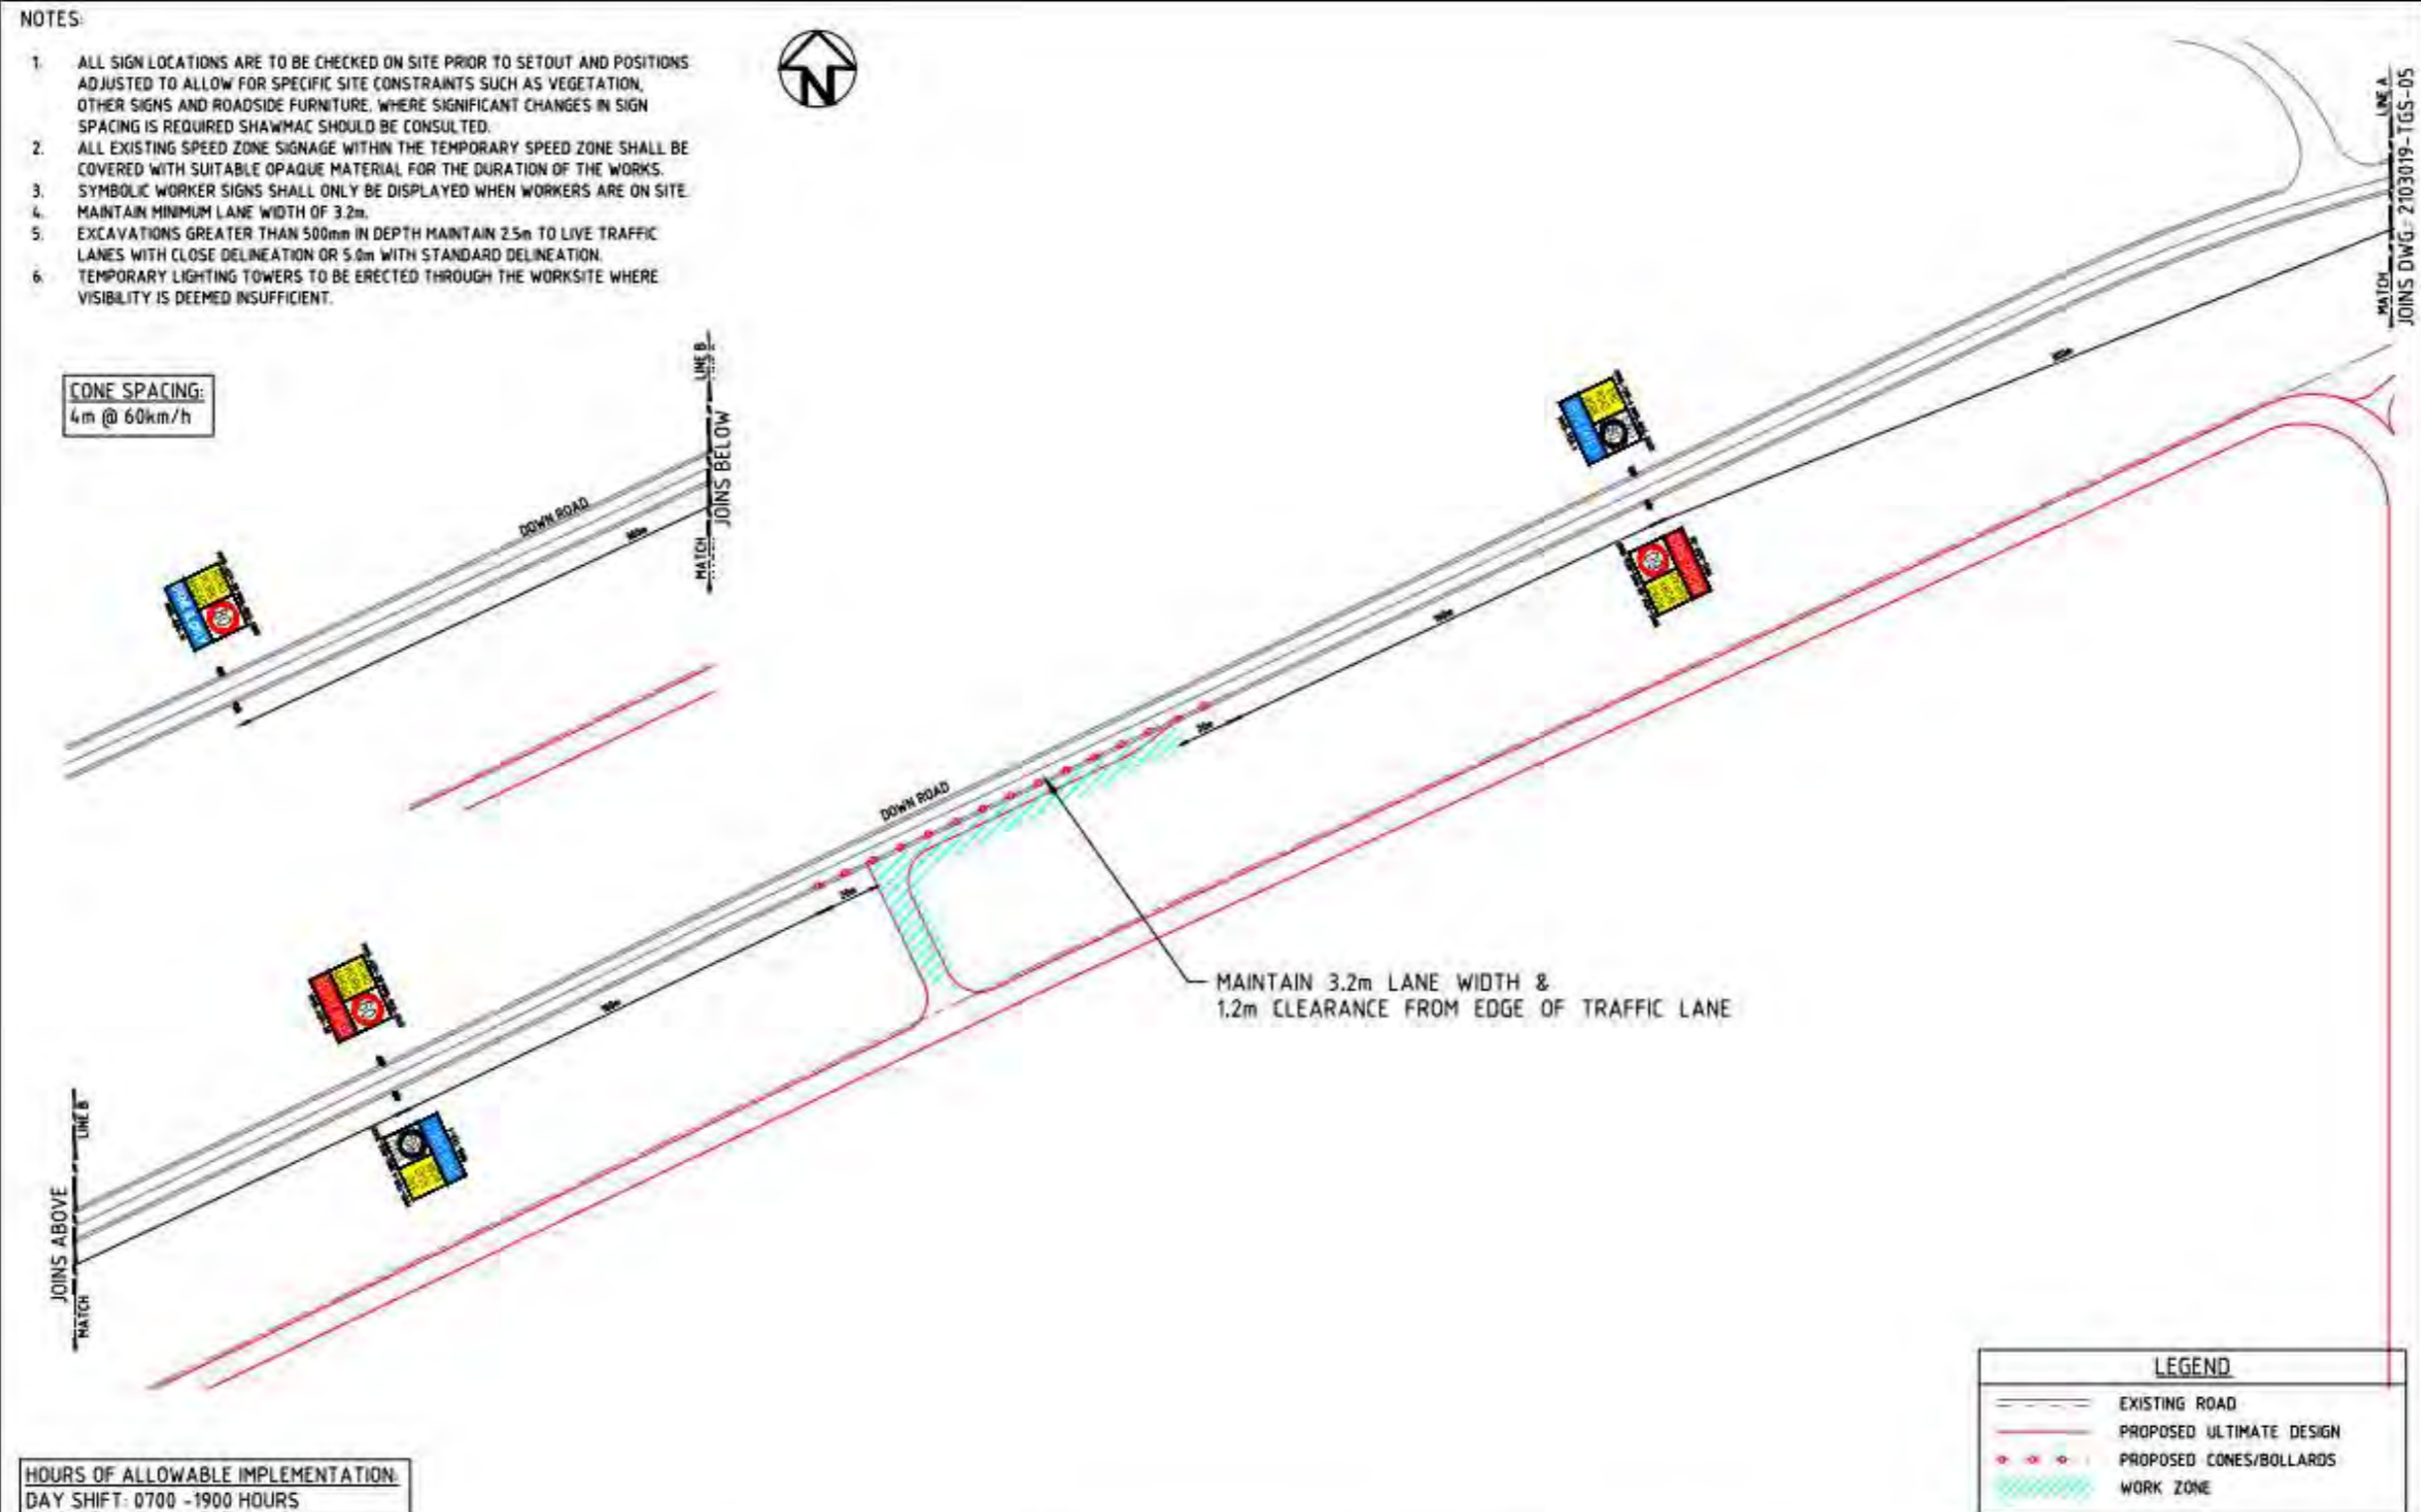 NOTES:
1. ALL SIGN LOCATIONS ARE TO BE CHECKED ON SITE PRIOR TO SETOUT AND POSITIONS
ADJUSTED TO ALLOW FOR SPECIFIC SITE CONSTRAINTS SUCH AS VEGETATION,
OTHER SIGNS AND ROADSIDE FURNITURE. WHERE SIGNIFICANT CHANGES IN SIGN
SPACING IS REQUIRED SHAWMAC SHOULD BE CONSULTED.
2. ALL EXISTING SPEED ZONE SIGNAGE WITHIN THE TEMPORARY SPEED ZONE SHALL BE
COVERED WITH SUITABLE OPAQUE MATERIAL FOR THE DURATION OF THE WORKS.
3. SYMBOLIC WORKER SIGNS SHALL ONLY BE DISPLAYED WHEN WORKERS ARE ON SITE.
4. MAINTAIN MINIMUM LANE WIDTH OF 3.2m.
5. EXCAVATIONS GREATER THAN 500mm IN DEPTH MAINTAIN 2.5m TO LIVE TRAFFIC
LANES WITH CLOSE DELINEATION OR 5.0m WITH STANDARD DELINEATION.
6. TEMPORARY LIGHTING TOWERS TO BE ERECTED THROUGH THE WORKSITE WHERE
VISIBILITY IS DEEMED INSUFFICIENT.
N
MATCH LINE A
JOINS DWG: 2103019-TGS-05
CONE SPACING:
4m @ 60km/h
MATCH LINE B
JOINS BELOW
DOWN ROAD
DOWN ROAD
MAINTAIN 3.2m LANE WIDTH &
1.2m CLEARANCE FROM EDGE OF TRAFFIC LANE
60
JOINS ABOVE
MATCH LINE B
LEGEND
EXISTING ROAD
PROPOSED ULTIMATE DESIGN
PROPOSED CONES/BOLLARDS
WORK ZONE
HOURS OF ALLOWABLE IMPLEMENTATION:
DAY SHIFT: 0700 -1900 HOURS